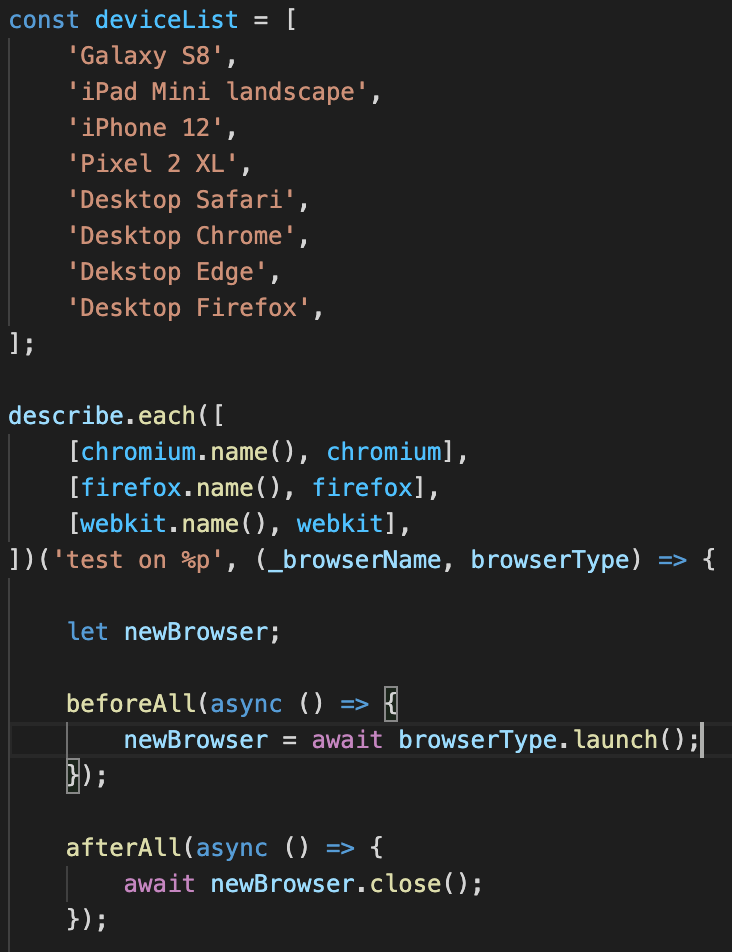 const deviceList = [
    'Galaxy S8',
    'iPad Mini landscape',
    'iPhone 12',
    'Pixel 2 XL',
    'Desktop Safari',
    'Desktop Chrome',
    'Dekstop Edge',
    'Desktop Firefox',
];
describe.each([
    [chromium.name(), chromium],
    [firefox.name(), firefox],
    [webkit.name(), webkit],
])('test on %p', (_browserName, browserType) => {
    let newBrowser;
    beforeAll(async () => {
        newBrowser = await browserType.launch();
    });
    afterAll(async () => {
        await newBrowser.close();
    });